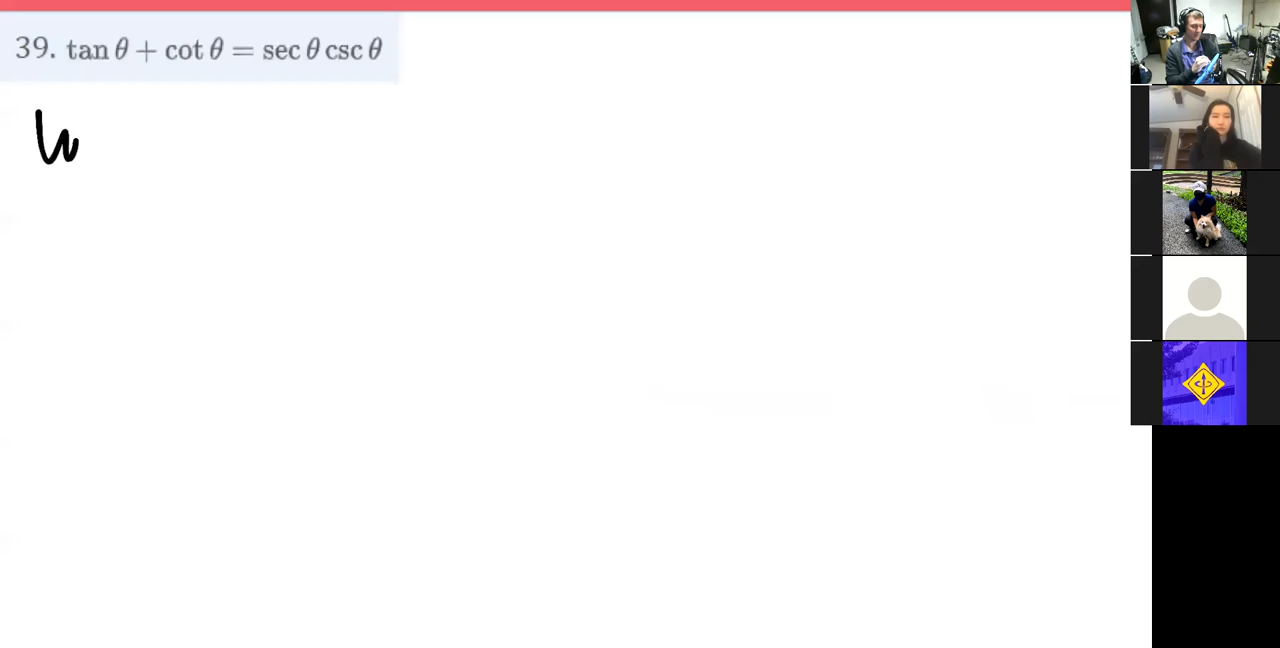 39. tan θ + cot θ = sec θ csc θ